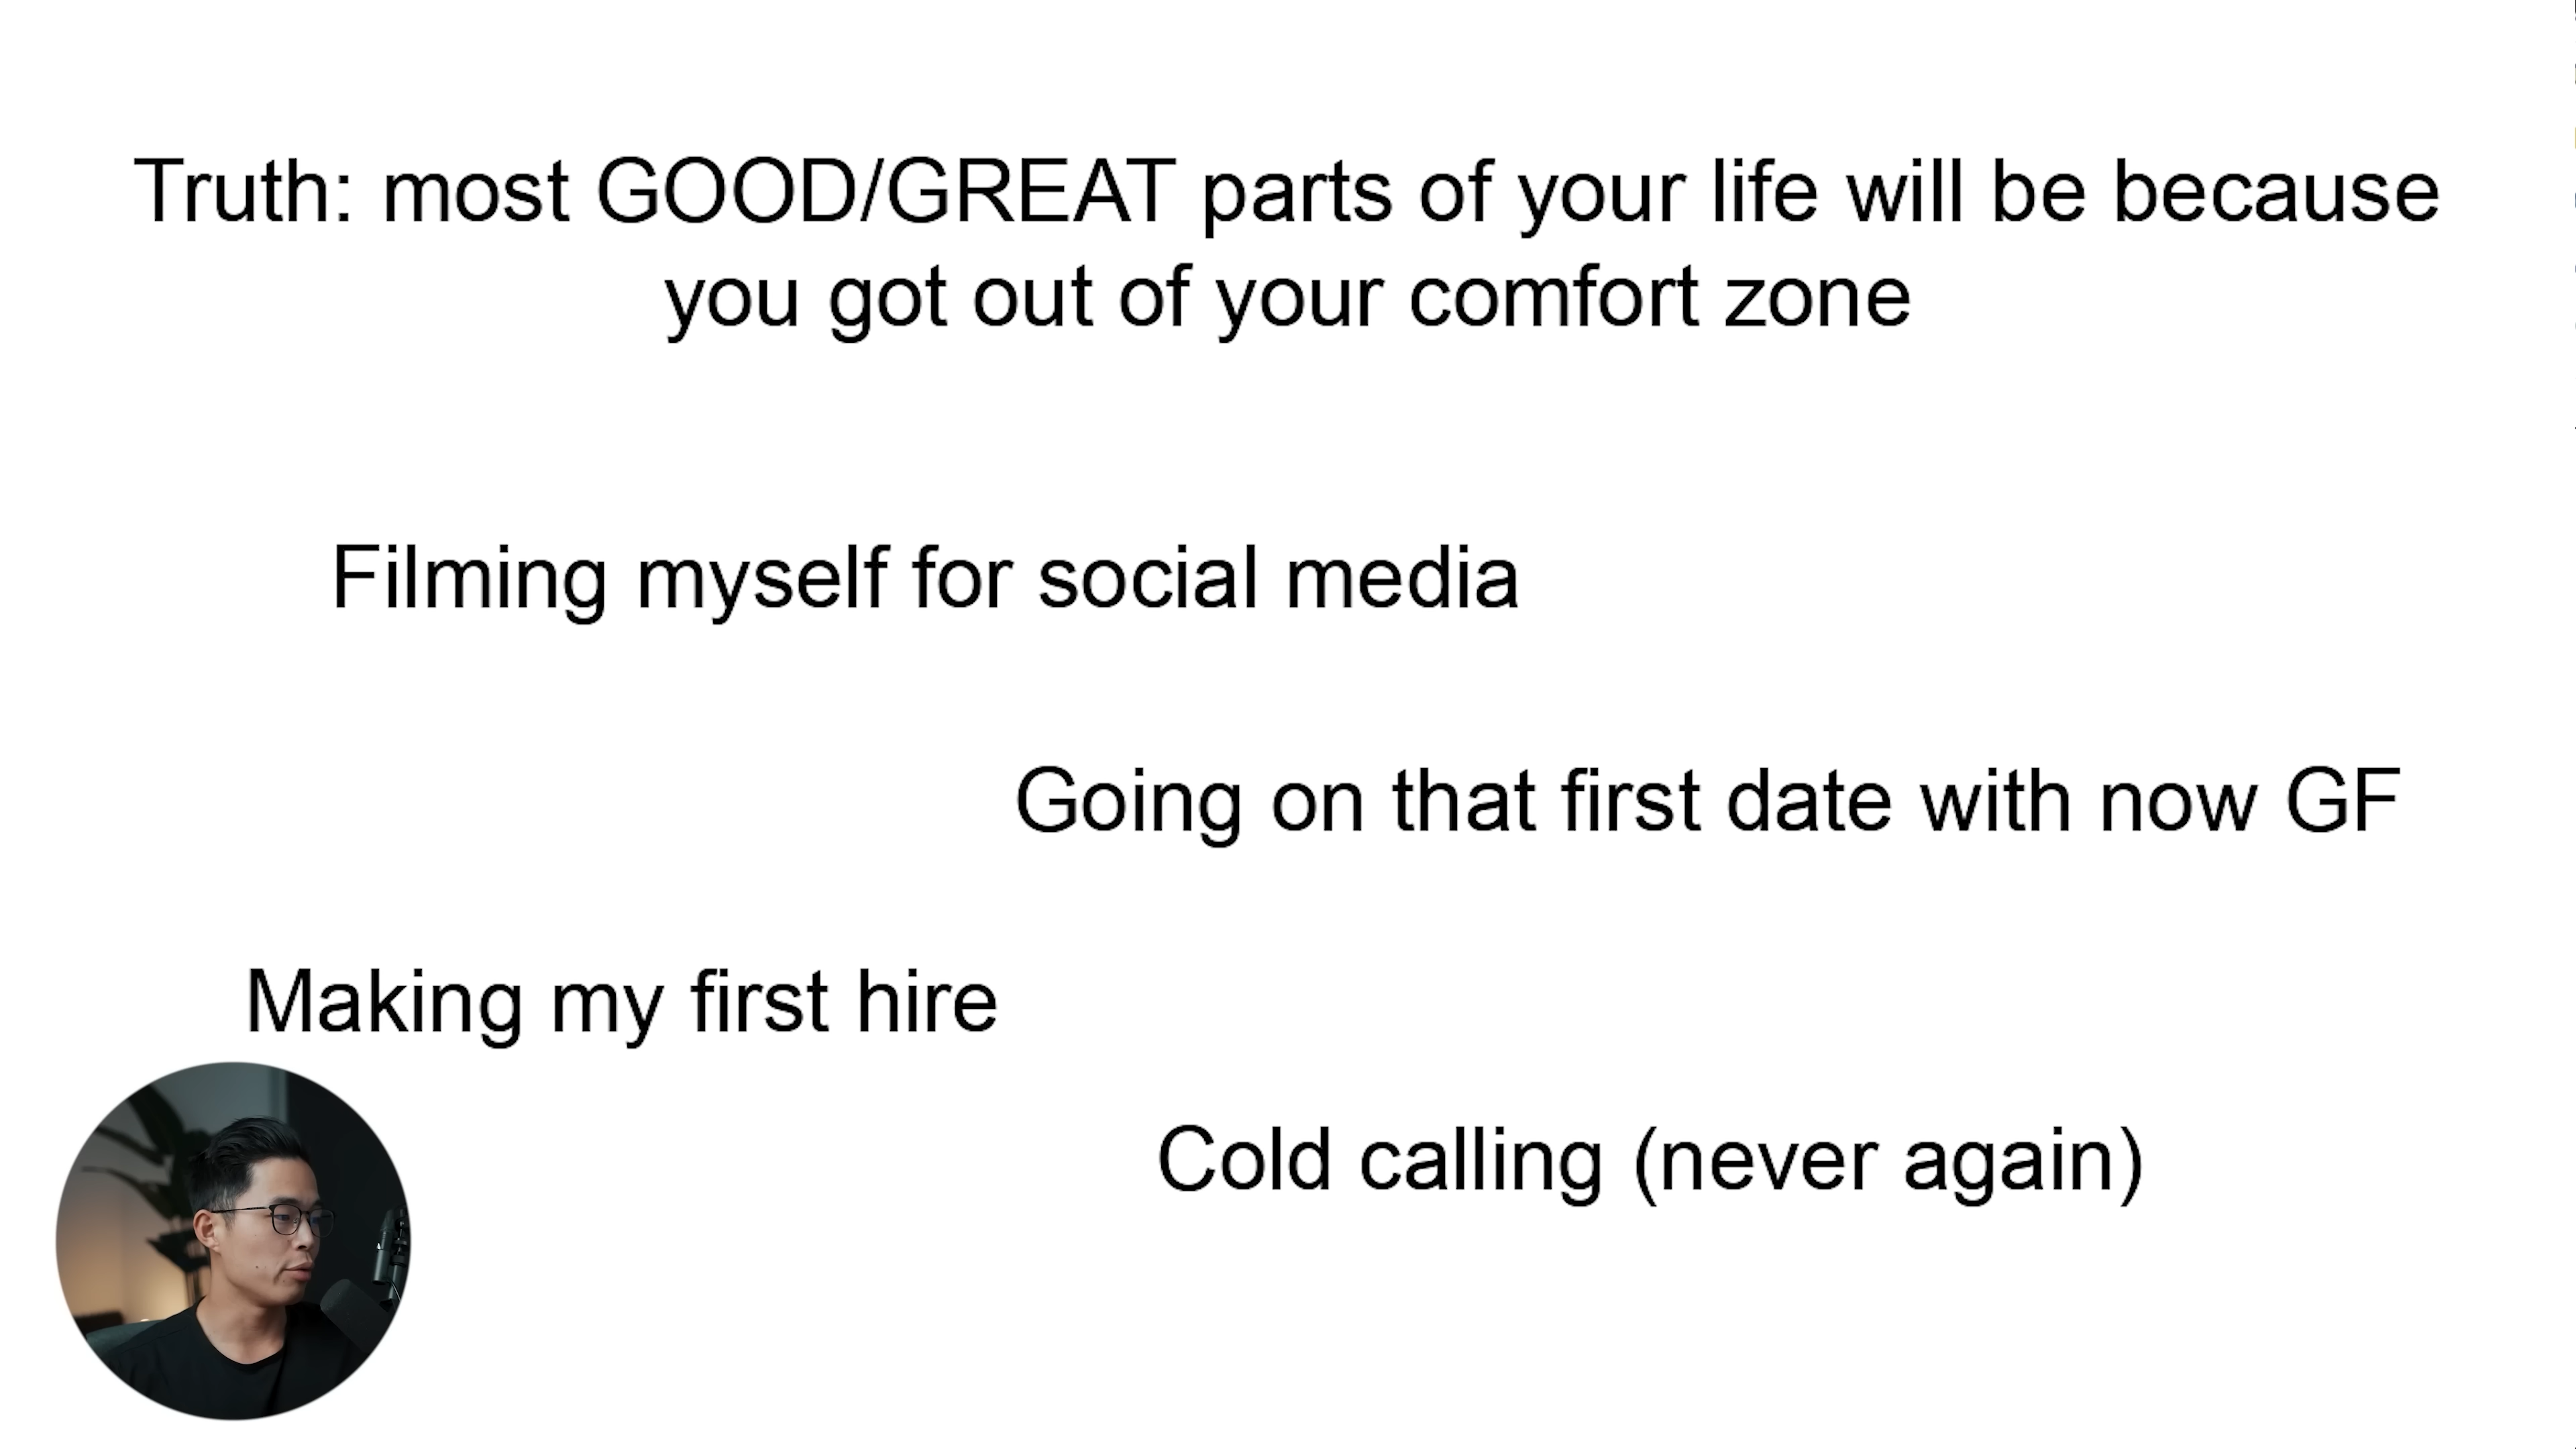 Truth: most GOOD/GREAT parts of your life will be because
you got out of your comfort zone
Filming myself for social media
Going on that first date with now GF
Making my first hire
Cold calling (never again)